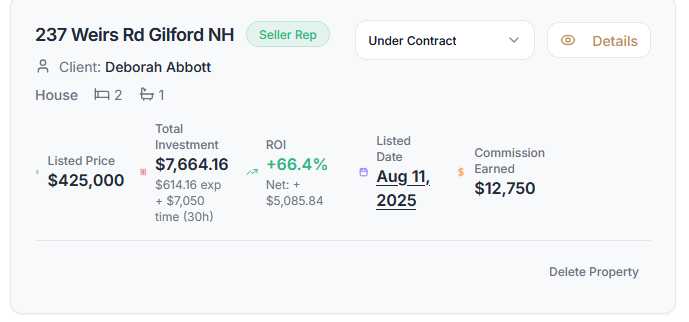 237 Weirs Rd Gilford NH
Seller Rep
Under Contract
Details
Client: Deborah Abbott
House 2 1
Listed Price
$425,000
Total
Investment
$7,664.16
$614.16 exp
+ $7,050
time (30h)
ROI
+66.4%
Net: +
$5,085.84
Listed
Date
Aug 11,
2025
Commission
Earned
$12,750
Delete Property